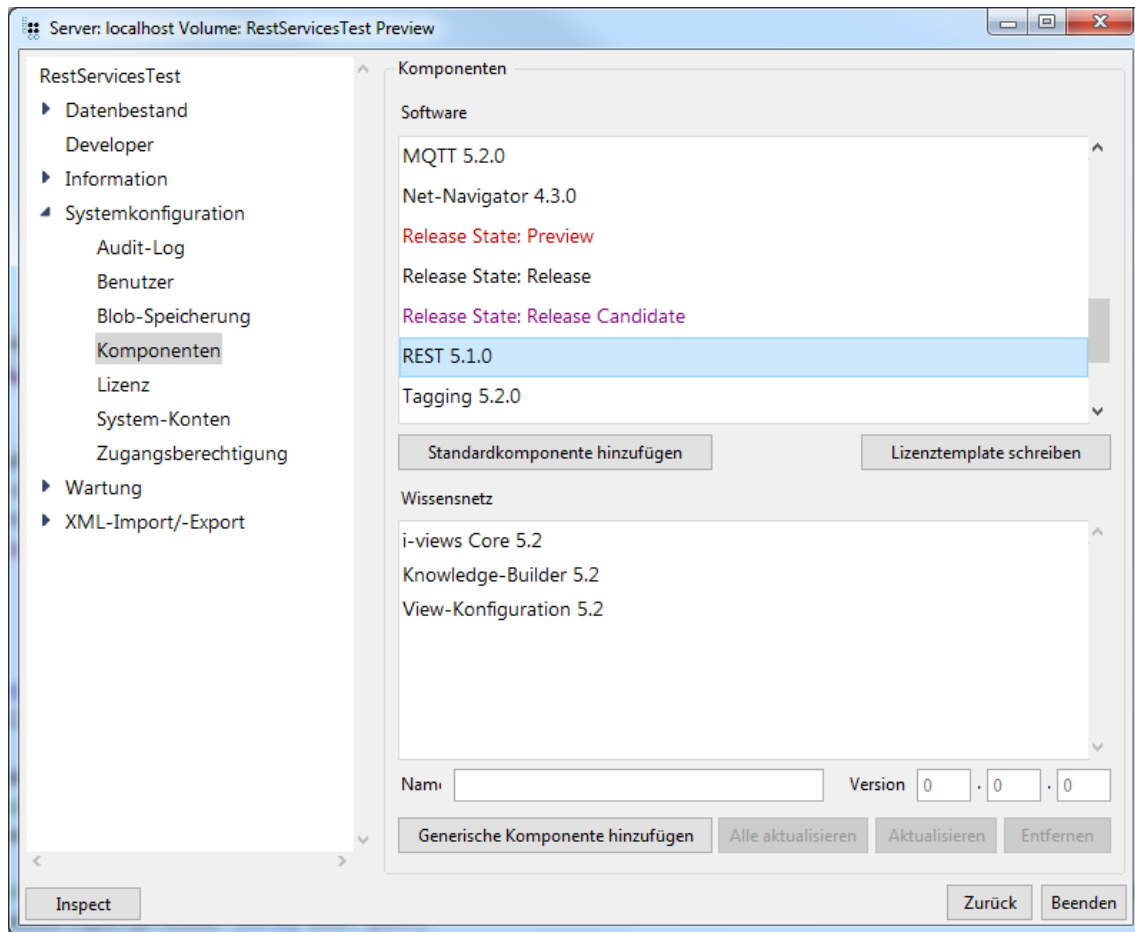 Server: localhost Volume: RestServicesTest Preview
RestServicesTest
Datenbestand
Developer
Information
Systemkonfiguration
Audit-Log
Benutzer
Blob-Speicherung
Komponenten
Lizenz
System-Konten
Zugangsberechtigung
Wartung
XML-Import/-Export
Komponenten
Software
MQTT 5.2.0
Net-Navigator 4.3.0
Release State: Preview
Release State: Release
Release State: Release Candidate
REST 5.1.0
Tagging 5.2.0
Standardkomponente hinzufügen Lizenztemplate schreiben
Wissensnetz
i-views Core 5.2
Knowledge-Builder 5.2
View-Konfiguration 5.2
Name Version 0 . 0 . 0
Generische Komponente hinzufügen Alle aktualisieren Aktualisieren Entfernen
Inspect Zurück Beenden